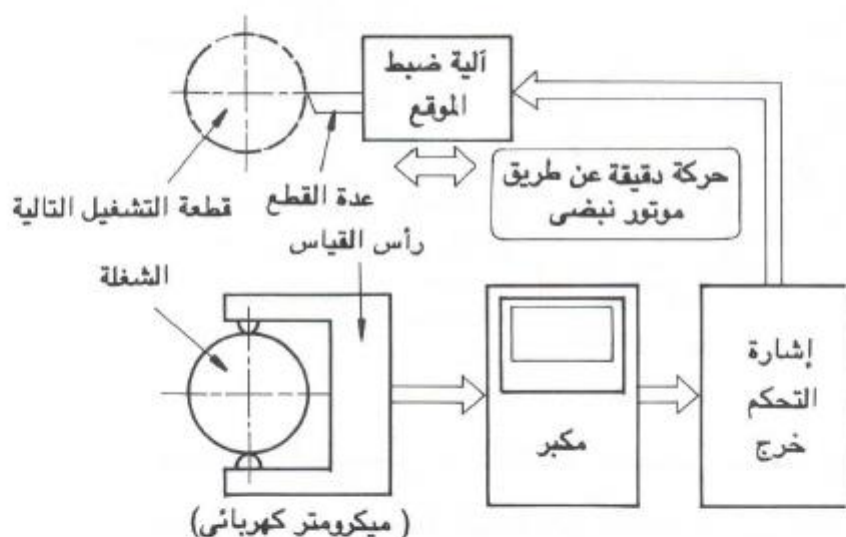 آلية ضبط
الموقع
حركة دقيقة عن طريق
موتور نبضى
عدة القطع
قطعة التشغيل التالية
رأس القياس
الشغلة
إشارة
التحكم
خرج
مكبر
(ميكرومتر كهربائي)